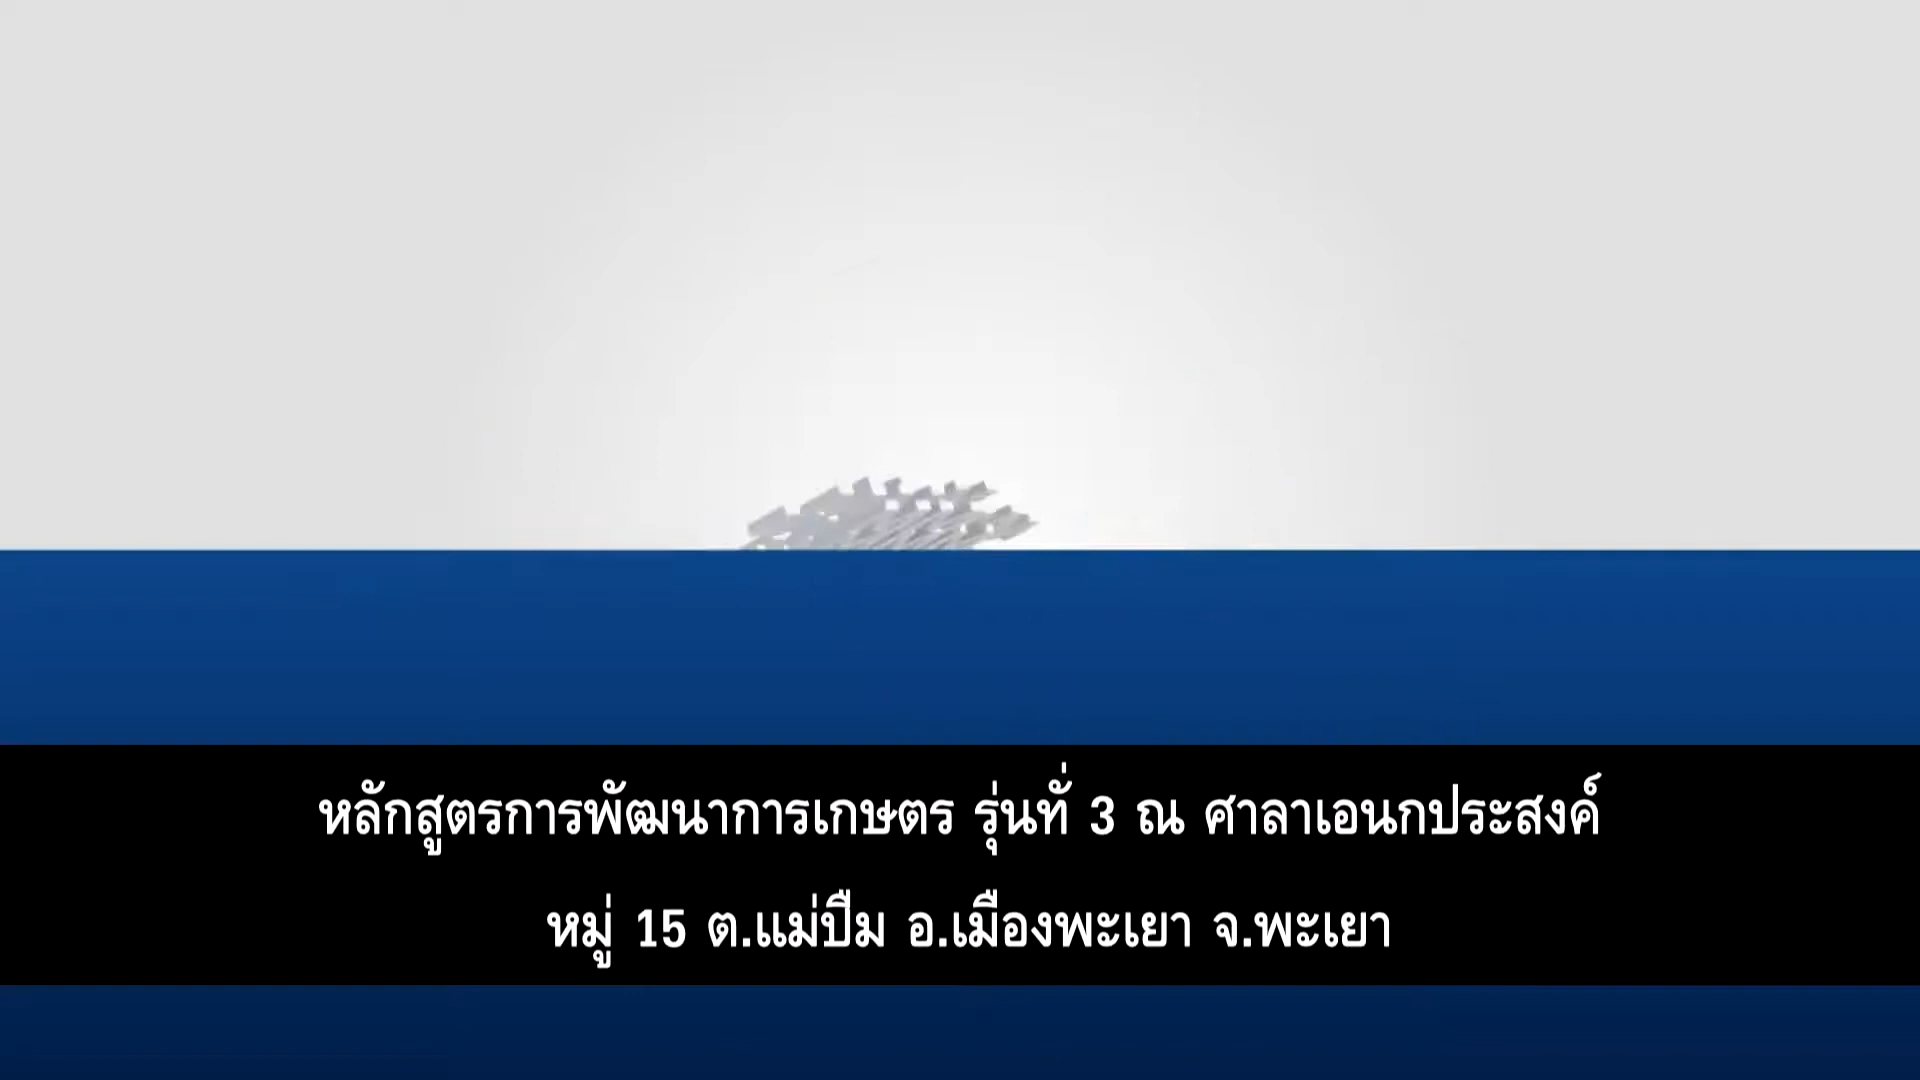 หลักสูตรการพัฒนาการเกษตร รุ่นที่ 3 ณ ศาลาเอนกประสงค์
หมู่ 15 ต.แม่ปืม อ.เมืองพะเยา จ.พะเยา